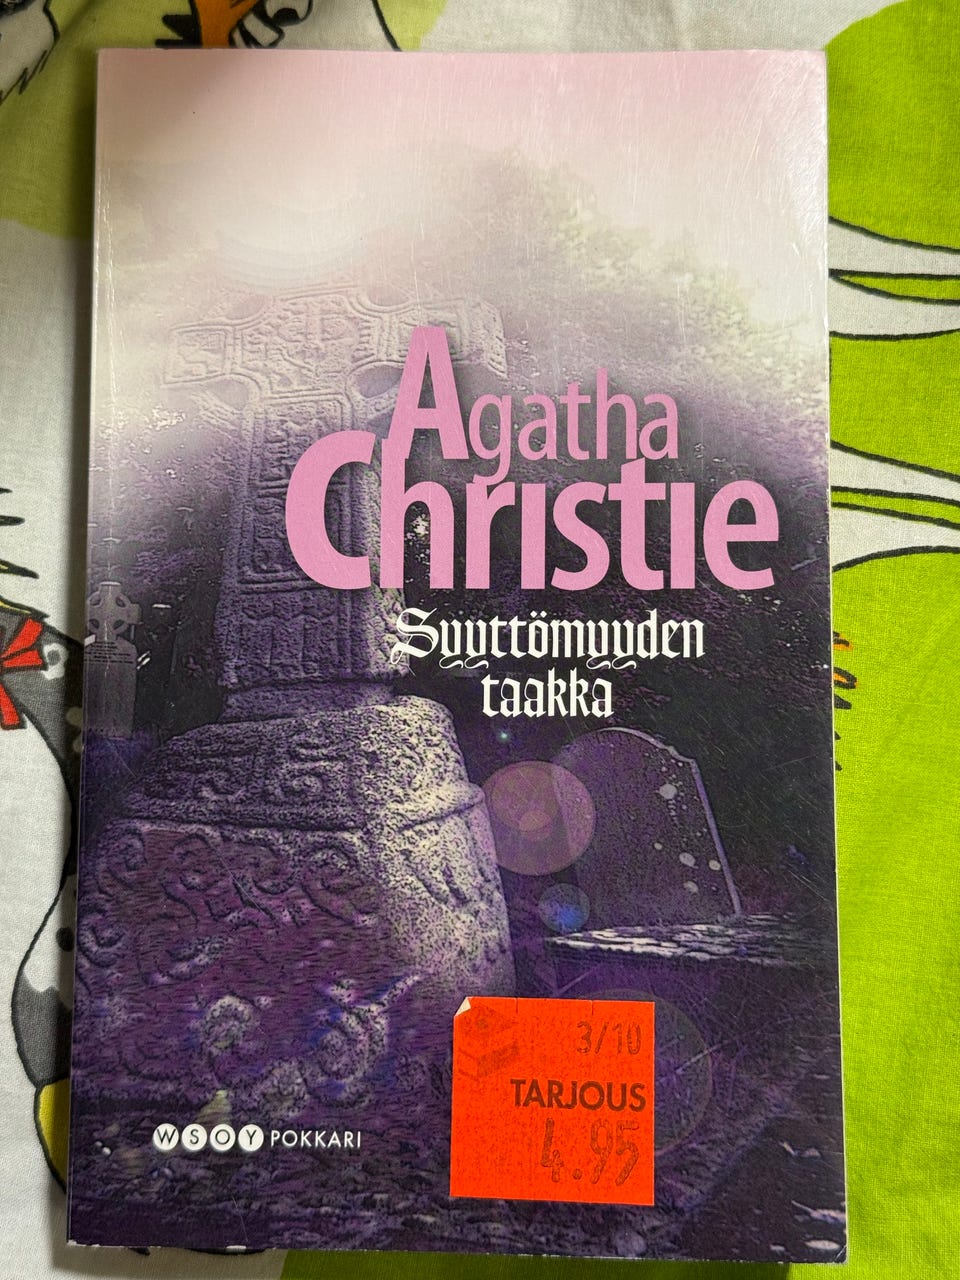 Agatha
Christie
Syyttömyyden
taakka
3/10
TARJOUS
4.95
WSOY POKKARI